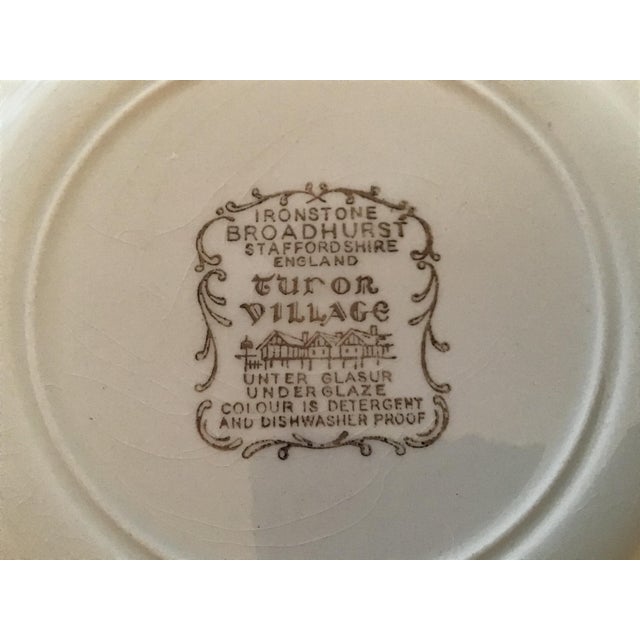 IRONSTONE
BROADHURST
STAFFORDSHIRE
ENGLAND
TUDOR
VILLAGE
UNTER GLASUR
UNDERGLAZE
COLOUR IS DETERGENT
AND DISHWASHER PROOF